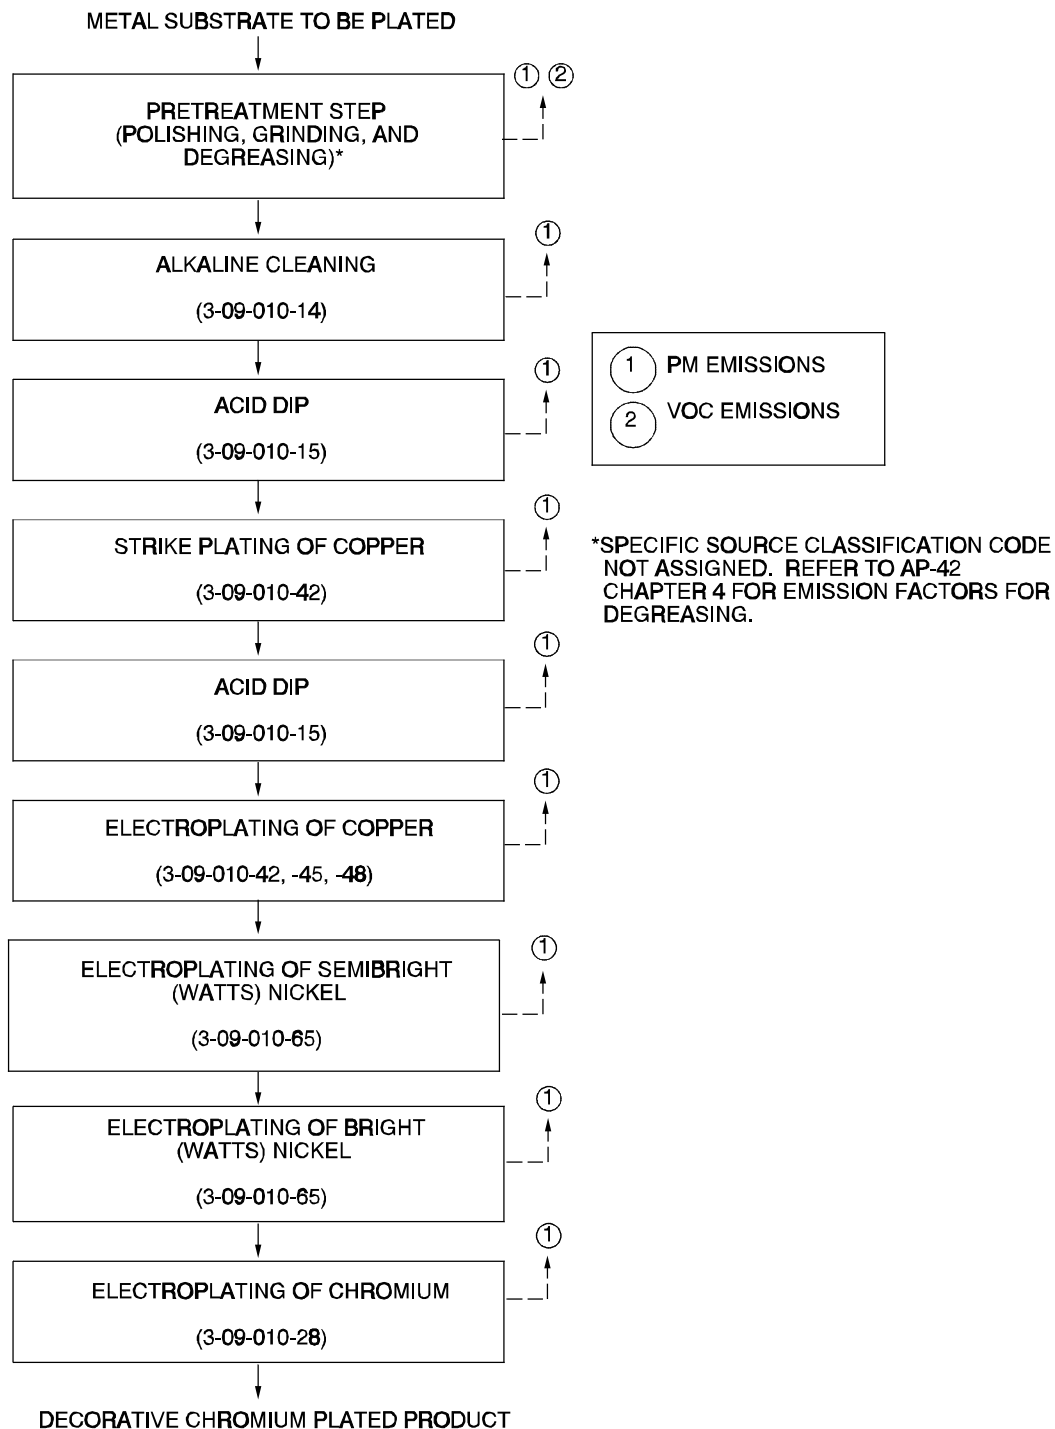 METAL SUBSTRATE TO BE PLATED
1 2
PRETREATMENT STEP
(POLISHING, GRINDING, AND
DEGREASING)*
1
ALKALINE CLEANING
(3-09-010-14)
1
ACID DIP
(3-09-010-15)
1 PM EMISSIONS
2 VOC EMISSIONS
1
STRIKE PLATING OF COPPER
(3-09-010-42)
*SPECIFIC SOURCE CLASSIFICATION CODE
NOT ASSIGNED. REFER TO AP-42
CHAPTER 4 FOR EMISSION FACTORS FOR
DEGREASING.
1
ACID DIP
(3-09-010-15)
1
ELECTROPLATING OF COPPER
(3-09-010-42, -45, -48)
1
ELECTROPLATING OF SEMIBRIGHT
(WATTS) NICKEL
(3-09-010-65)
1
ELECTROPLATING OF BRIGHT
(WATTS) NICKEL
(3-09-010-65)
1
ELECTROPLATING OF CHROMIUM
(3-09-010-28)
DECORATIVE CHROMIUM PLATED PRODUCT